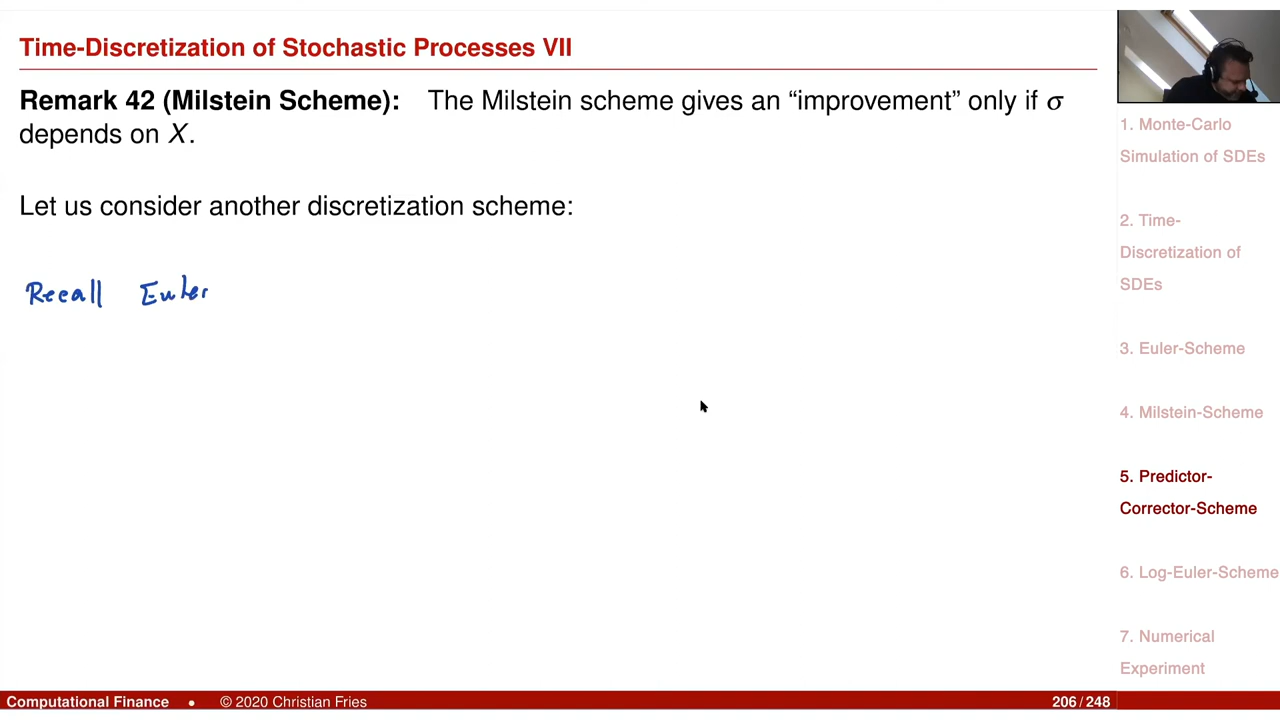 Time-Discretization of Stochastic Processes VII
Remark 42 (Milstein Scheme): The Milstein scheme gives an “improvement” only if σ
depends on X.
Let us consider another discretization scheme:
Recall Euler
1. Monte-Carlo
Simulation of SDEs
2. Time-
Discretization of
SDEs
3. Euler-Scheme
4. Milstein-Scheme
5. Predictor-
Corrector-Scheme
6. Log-Euler-Scheme
7. Numerical
Experiment
Computational Finance • © 2020 Christian Fries 206 / 248